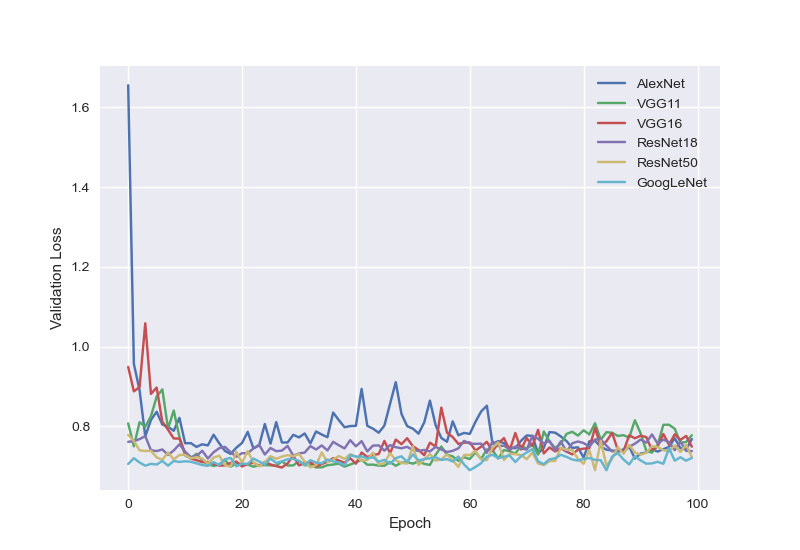 1.6
1.4
1.2
1.0
0.8
Validation Loss
0
20
40
60
80
100
Epoch
AlexNet
VGG11
VGG16
ResNet18
ResNet50
GoogLeNet